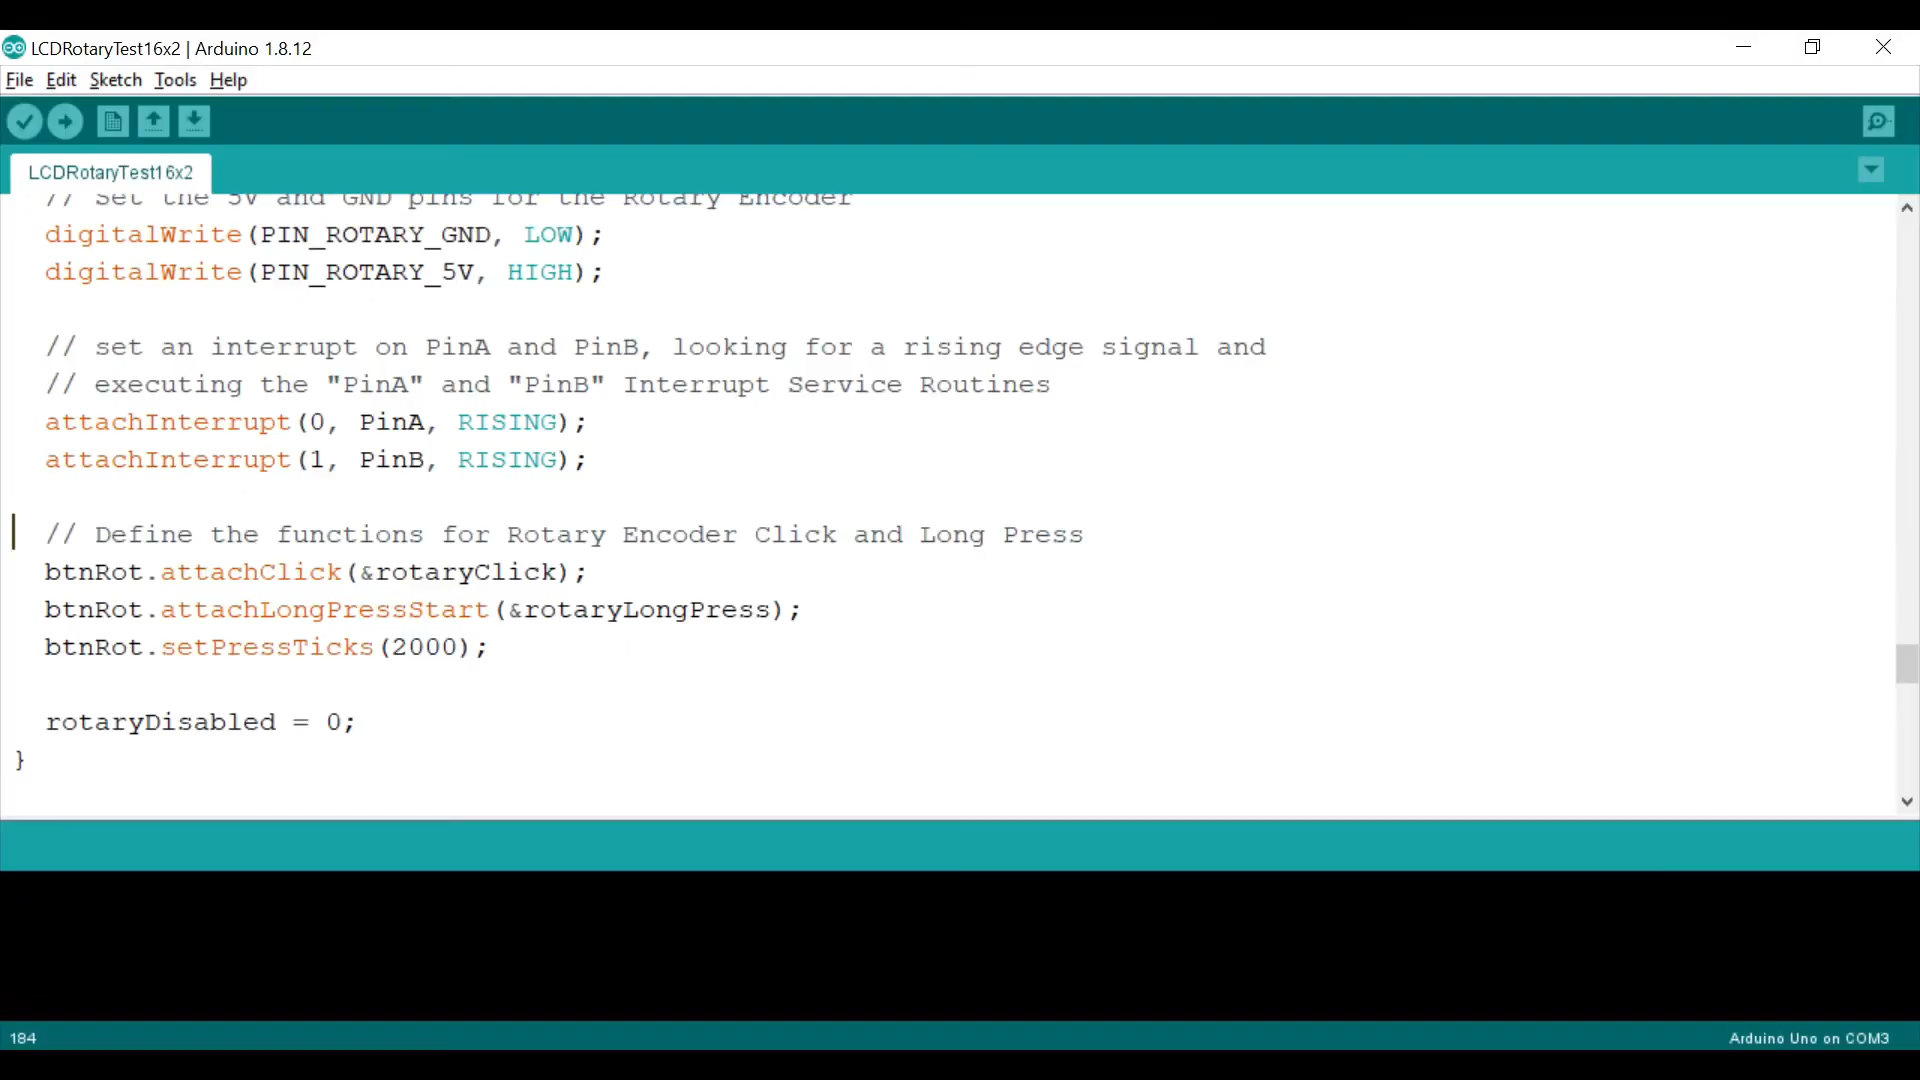 LCDRotaryTest16x2 | Arduino 1.8.12
File Edit Sketch Tools Help
LCDRotaryTest16x2
// Set the 5V and GND pins for the Rotary Encoder
digitalWrite(PIN_ROTARY_GND, LOW);
digitalWrite(PIN_ROTARY_5V, HIGH);
// set an interrupt on PinA and PinB, looking for a rising edge signal and
// executing the "PinA" and "PinB" Interrupt Service Routines
attachInterrupt(0, PinA, RISING);
attachInterrupt(1, PinB, RISING);
// Define the functions for Rotary Encoder Click and Long Press
btnRot.attachClick(&rotaryClick);
btnRot.attachLongPressStart(&rotaryLongPress);
btnRot.setPressTicks(2000);
rotaryDisabled = 0;
}
184
Arduino Uno on COM3